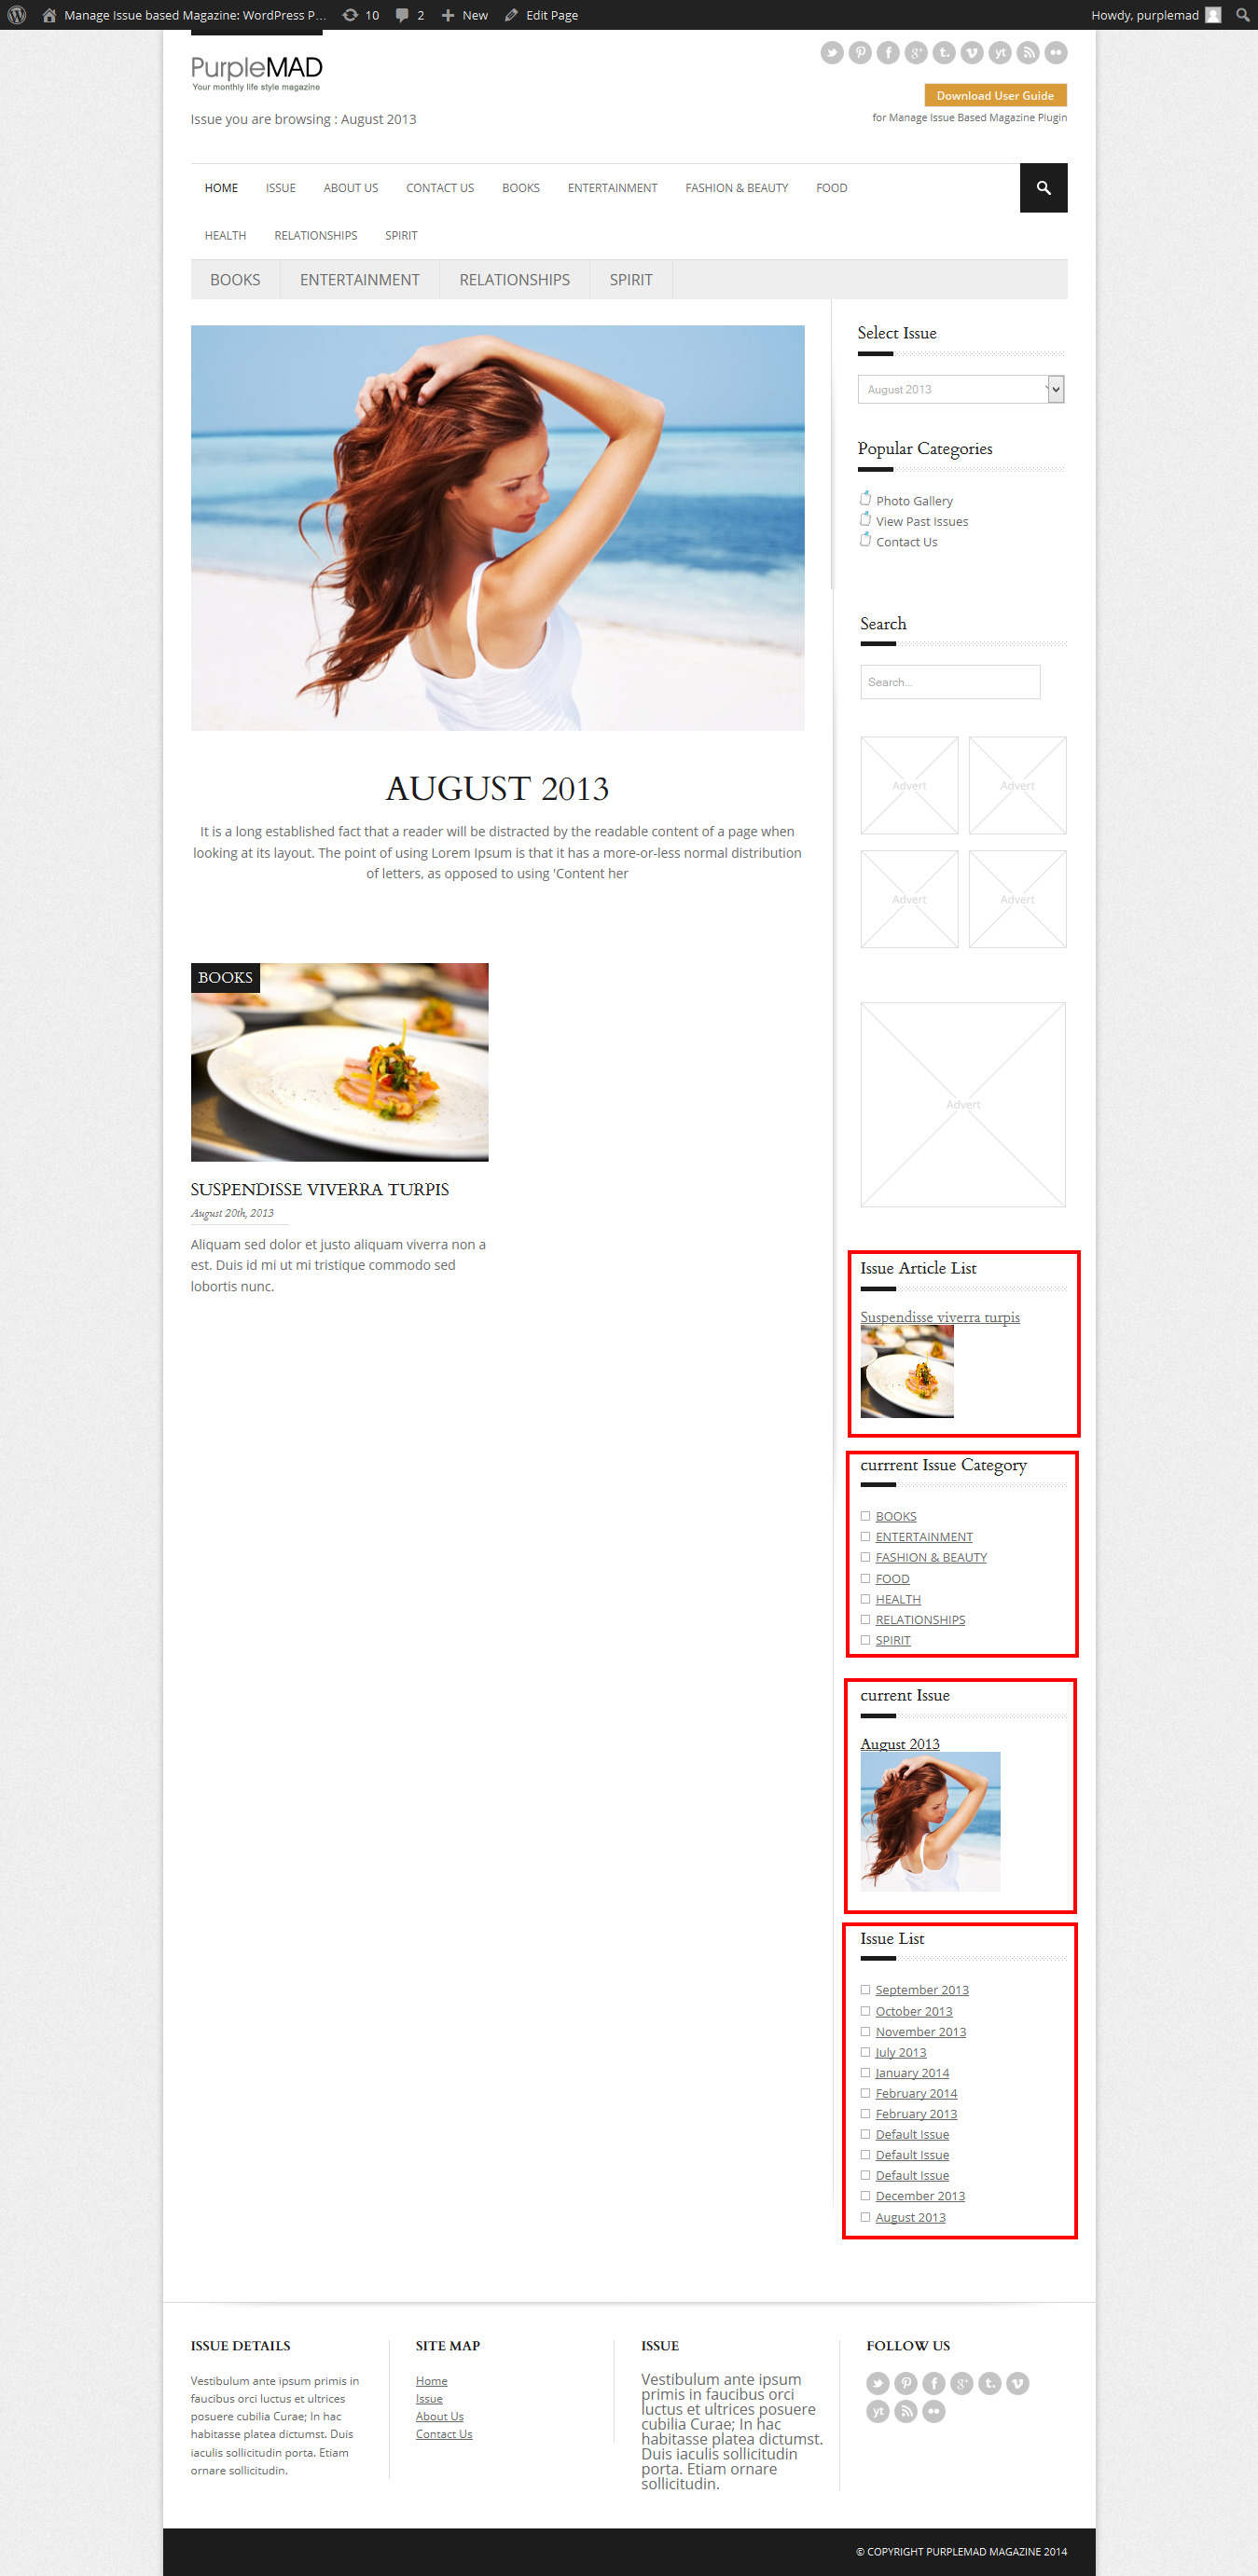 Manage Issue based Magazine: WordPress P… 10 2 New Edit Page Howdy, purplemad
PurpleMAD
Your monthly life style magazine
Issue you are browsing : August 2013
Download User Guide
for Manage Issue Based Magazine Plugin
HOME ISSUE ABOUT US CONTACT US BOOKS ENTERTAINMENT FASHION & BEAUTY FOOD
HEALTH RELATIONSHIPS SPIRIT
BOOKS ENTERTAINMENT RELATIONSHIPS SPIRIT
AUGUST 2013
It is a long established fact that a reader will be distracted by the readable content of a page when
looking at its layout. The point of using Lorem Ipsum is that it has a more-or-less normal distribution
of letters, as opposed to using 'Content her
BOOKS
SUSPENDISSE VIVERRA TURPIS
August 20th, 2013
Aliquam sed dolor et justo aliquam viverra non a
est. Duis id mi ut mi tristique commodo sed
lobortis nunc.
Select Issue
August 2013
Popular Categories
Photo Gallery
View Past Issues
Contact Us
Search
Search...
Advert Advert
Advert Advert
Advert
Issue Article List
Suspendisse viverra turpis
currrent Issue Category
BOOKS
ENTERTAINMENT
FASHION & BEAUTY
FOOD
HEALTH
RELATIONSHIPS
SPIRIT
current Issue
August 2013
Issue List
September 2013
October 2013
November 2013
July 2013
January 2014
February 2014
February 2013
Default Issue
Default Issue
Default Issue
December 2013
August 2013
ISSUE DETAILS
Vestibulum ante ipsum primis in
faucibus orci luctus et ultrices
posuere cubilia Curae; In hac
habitasse platea dictumst. Duis
iaculis sollicitudin porta. Etiam
ornare sollicitudin.
SITE MAP
Home
Issue
About Us
Contact Us
ISSUE
Vestibulum ante ipsum
primis in faucibus orci
luctus et ultrices posuere
cubilia Curae; In hac
habitasse platea dictumst.
Duis iaculis sollicitudin
porta. Etiam ornare
sollicitudin.
FOLLOW US
© COPYRIGHT PURPLEMAD MAGAZINE 2014